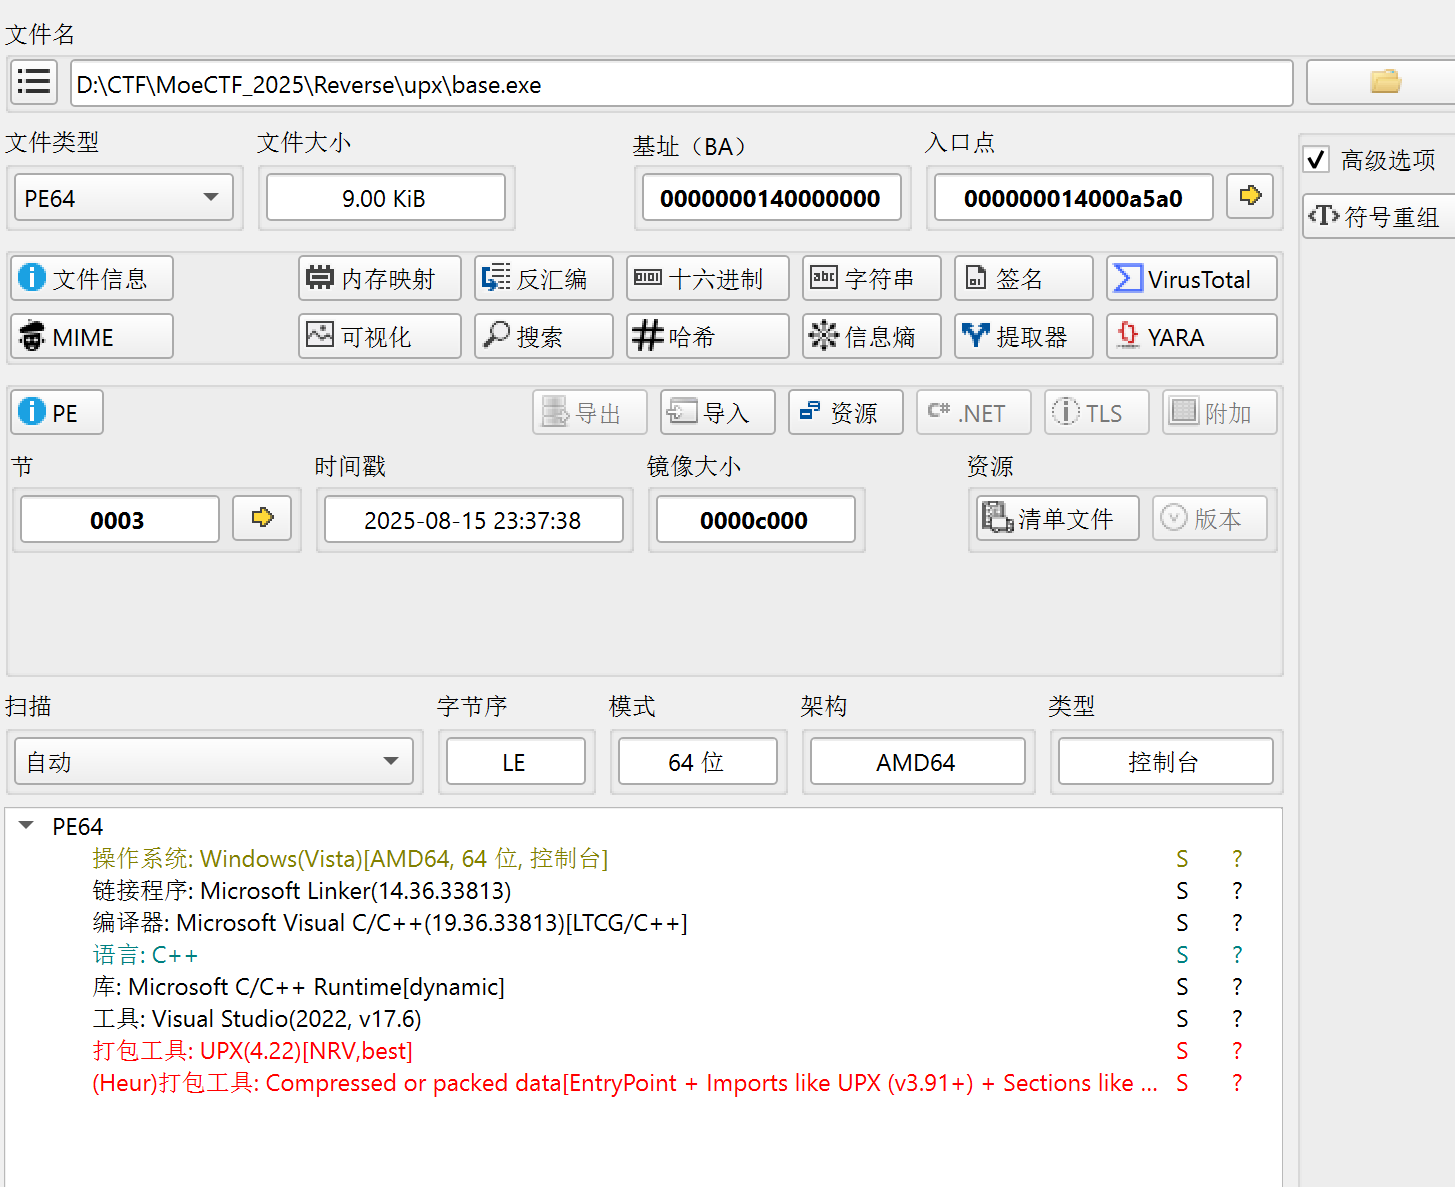 文件名
D:\CTF\MoeCTF_2025\Reverse\upx\base.exe
文件类型 文件大小 基址（BA） 入口点
PE64 9.00 KiB 0000000140000000 000000014000a5a0
高级选项
符号重组
文件信息 内存映射 反汇编 十六进制 字符串 签名 VirusTotal
MIME 可视化 搜索 哈希 信息熵 提取器 YARA
PE 导出 导入 资源 C# .NET TLS 附加
节 时间戳 镜像大小 资源
0003 2025-08-15 23:37:38 0000c000 清单文件 版本
扫描 字节序 模式 架构 类型
自动 LE 64 位 AMD64 控制台
PE64
操作系统: Windows(Vista)[AMD64, 64 位, 控制台] S ?
链接程序: Microsoft Linker(14.36.33813) S ?
编译器: Microsoft Visual C/C++(19.36.33813)[LTCG/C++] S ?
语言: C++ S ?
库: Microsoft C/C++ Runtime[dynamic] S ?
工具: Visual Studio(2022, v17.6) S ?
打包工具: UPX(4.22)[NRV,best] S ?
(Heur)打包工具: Compressed or packed data[EntryPoint + Imports like UPX (v3.91+) + Sections like ... S ?